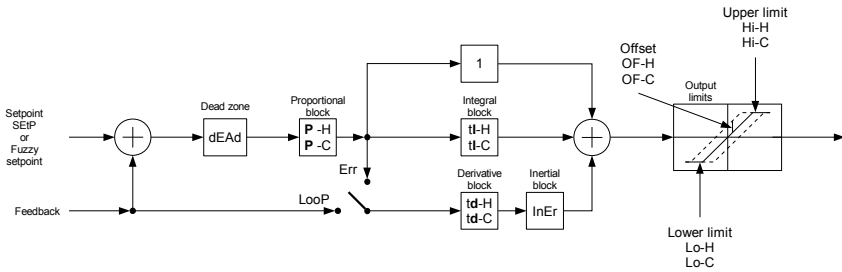 Upper limit
Hi-H
Hi-C
Offset
OF-H
OF-C
Output
limits
1
Setpoint
SEtP
or
Fuzzy
setpoint
Dead zone
dEAd
Proportional
block
P -H
P -C
Integral
block
tI-H
tI-C
Err
LooP
Feedback
Derivative
block
td-H
td-C
Inertial
block
InEr
Lower limit
Lo-H
Lo-C